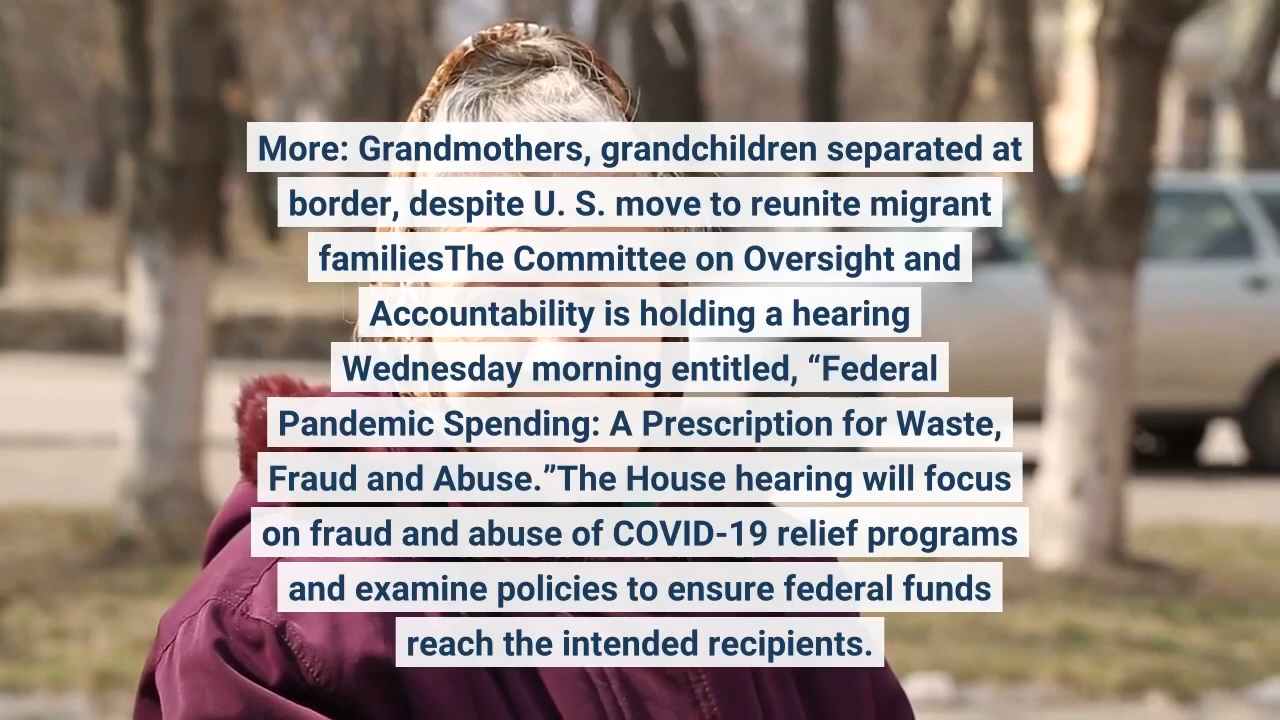 More: Grandmothers, grandchildren separated at
border, despite U. S. move to reunite migrant
familiesThe Committee on Oversight and
Accountability is holding a hearing
Wednesday morning entitled, “Federal
Pandemic Spending: A Prescription for Waste,
Fraud and Abuse.”The House hearing will focus
on fraud and abuse of COVID-19 relief programs
and examine policies to ensure federal funds
reach the intended recipients.